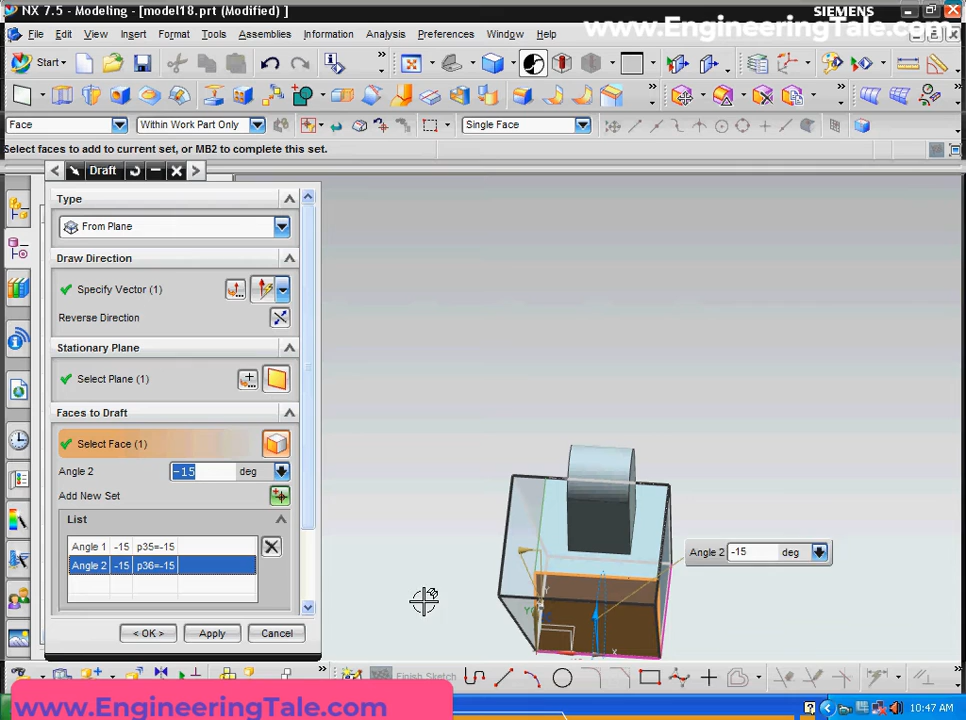 NX 7.5 - Modeling - [model18.prt (Modified) ]
SIEMENS
www.EngineeringTale.com
File Edit View Insert Format Tools Assemblies Information Analysis Preferences Window Help
Start
Face
Within Work Part Only
Single Face
Select faces to add to current set, or MB2 to complete this set.
Draft
Type
From Plane
Draw Direction
Specify Vector (1)
Reverse Direction
Stationary Plane
Select Plane (1)
Faces to Draft
Select Face (1)
Angle 2 -15 deg
Add New Set
List
Angle 1 -15 p35=-15
Angle 2 -15 p36=-15
Angle 2 -15 deg
< OK > Apply Cancel
Finish Sketch
www.EngineeringTale.com
10:47 AM